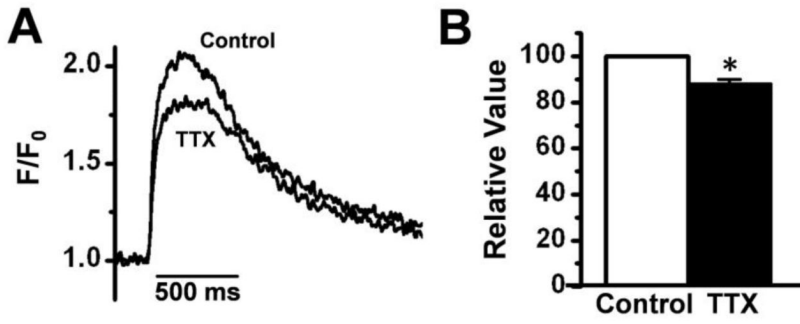 A
Control
2.0
TTX
1.5
F/F0
1.0
500 ms
B
*
100
80
60
40
20
0
Relative Value
Control TTX